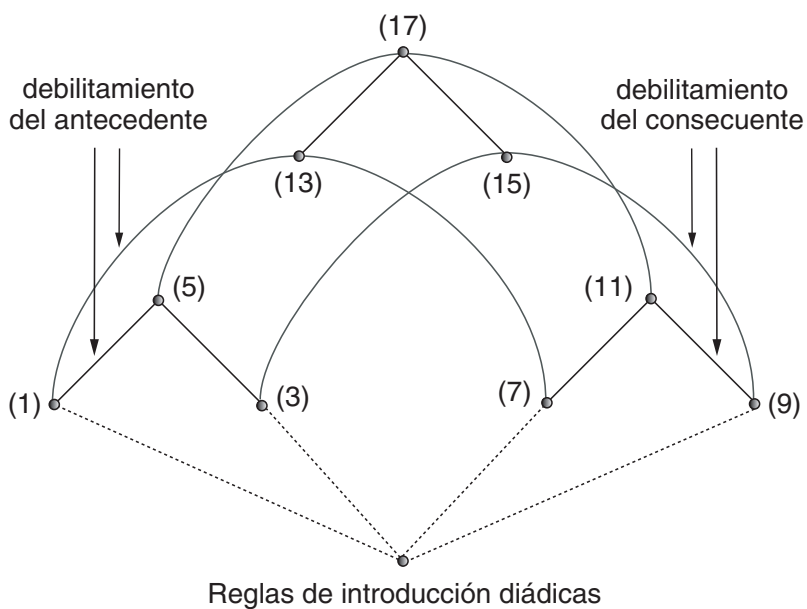 (17)
debilitamiento
del antecedente
debilitamiento
del consecuente
(13)
(15)
(5)
(11)
(1)
(3)
(7)
(9)
Reglas de introducción diádicas